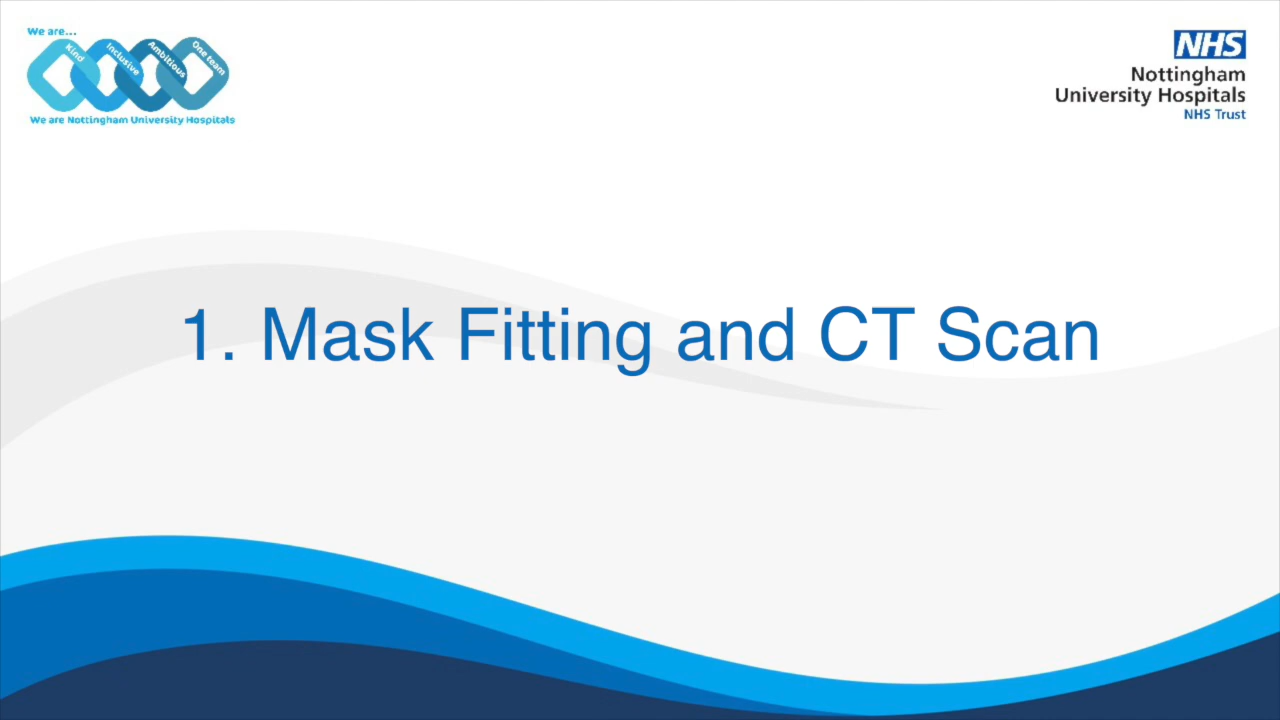 We are...
Kind
Inclusive
Ambitious
One team
We are Nottingham University Hospitals
NHS
Nottingham
University Hospitals
NHS Trust
1. Mask Fitting and CT Scan